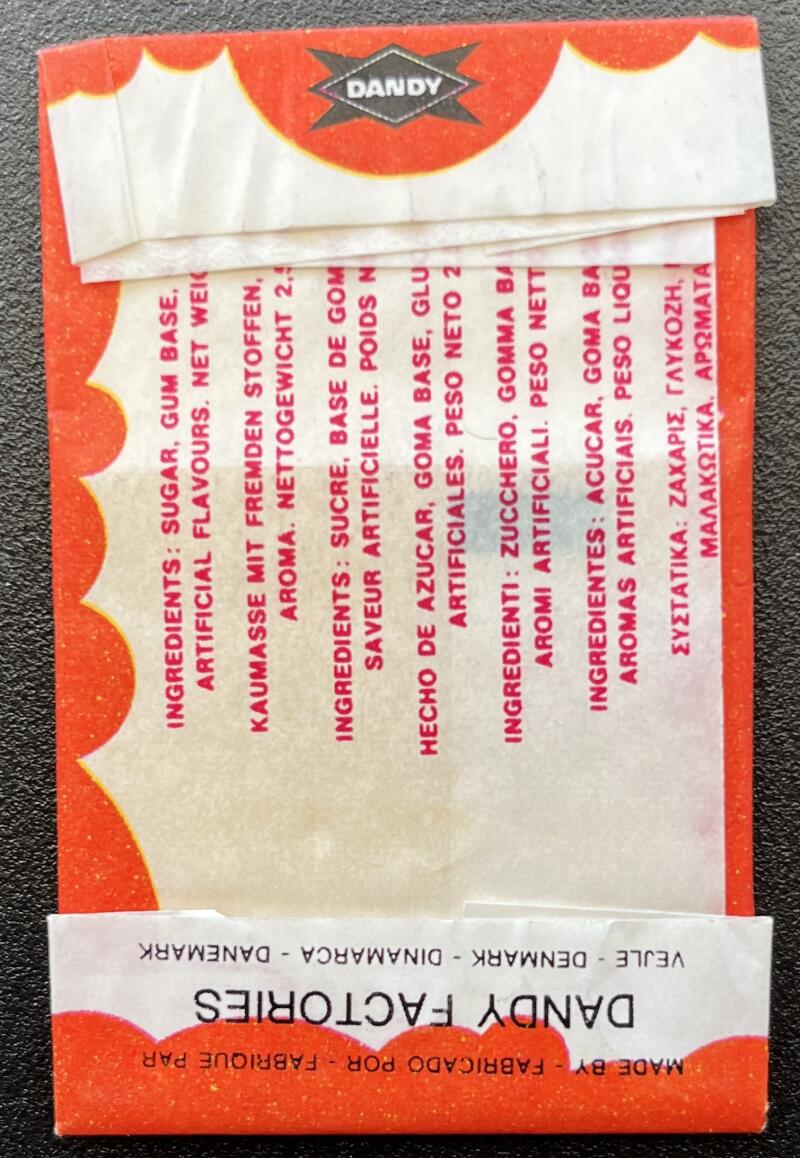 DANDY
INGREDIENTS: SUGAR, GUM BASE,
ARTIFICIAL FLAVOURS. NET
KAUMASSE MIT FREMDEN STOFFEN,
AROMA. NETTOGEWICHT
INGREDIENTS: SUCRE, BASE DE
SAVEUR ARTIFICIELLE. POIDS
HECHO DE AZUCAR, GOMA BASE,
ARTIFICIALES. PESO NETO
INGREDIENTI: ZUCCHERO, GOMMA
AROMI ARTIFICIALI. PESO
INGREDIENTES: ACUCAR, GOMA
AROMAS ARTIFICIAIS. PESO
ΣΥΣΤΑΤΙΚΑ: ΖΑΧΑΡΙΣ, ΓΛΥΚΟΖΗ,
ΜΑΛΑΚΩΤΙΚΑ. ΑΡΩΜΑΤΑ
MADE BY - FABRICADO POR - FABRIQUE PAR
DANDY FACTORIES
VEJLE - DENMARK - DINAMARCA - DANEMARK